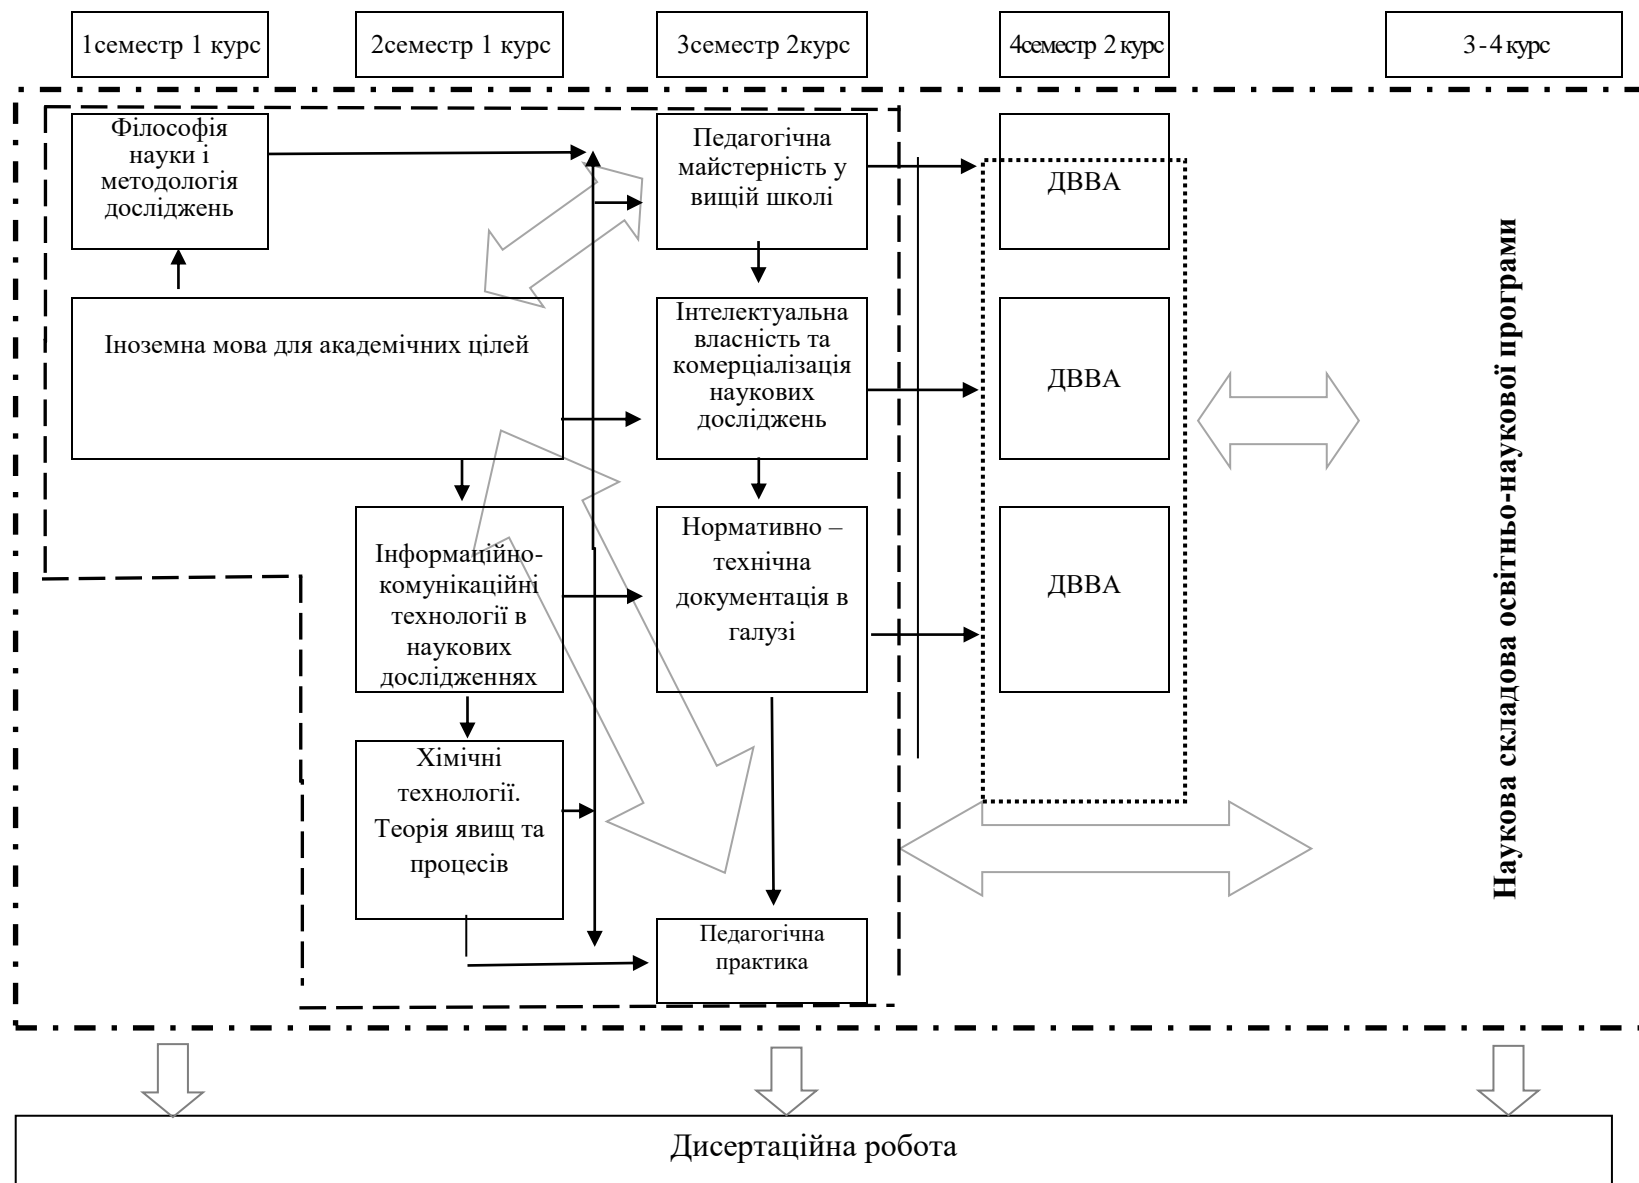 1семестр 1 курс
2семестр 1 курс
3семестр 2курс
4семестр 2 курс
3-4 курс
Філософія
науки і
методологія
досліджень
Педагогічна
майстерність у
вищій школі
ДВВА
Іноземна мова для академічних цілей
Інтелектуальна
власність та
комерціалізація
наукових
досліджень
ДВВА
Інформаційно-
комунікаційні
технології в
наукових
дослідженнях
Нормативно –
технічна
документація в
галузі
ДВВА
Хімічні
технології.
Теорія явищ та
процесів
Педагогічна
практика
Наукова складова освітньо-наукової програми
Дисертаційна робота